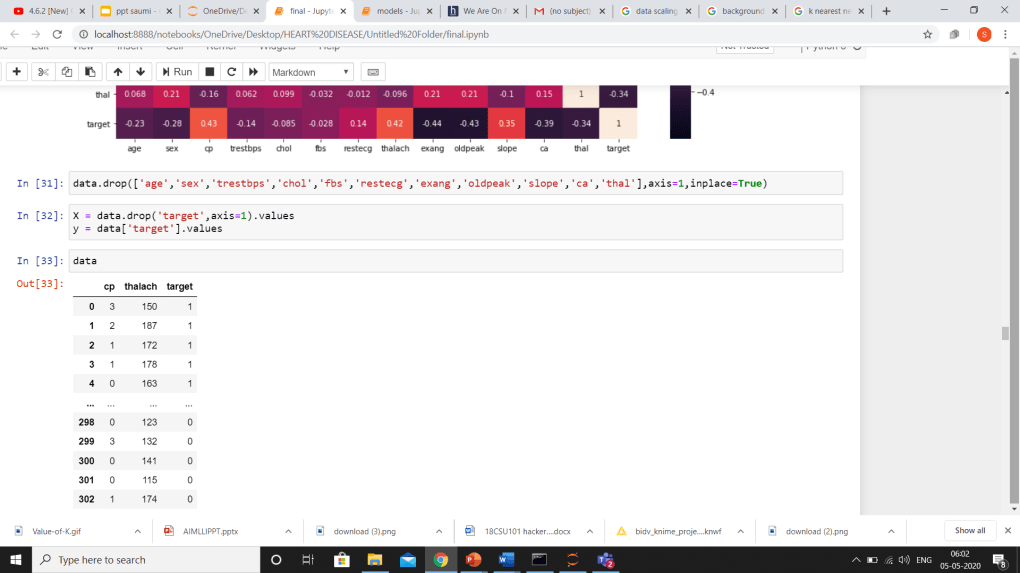 4.6.2 [New]
ppt saumi -
OneDrive/De
final - Jupyte
models - Ju
We Are On
(no subject)
data scaling
background
k nearest ne
localhost:8888/notebooks/OneDrive/Desktop/HEART%20DISEASE/Untitled%20Folder/final.ipynb
Run
Markdown
thal 0.068 0.21 -0.16 0.062 0.099 -0.032 -0.012 -0.096 0.21 0.21 -0.1 0.15 1 -0.34
-0.4
target -0.23 -0.28 0.43 -0.14 -0.085 -0.028 0.14 0.42 -0.44 -0.43 0.35 -0.39 -0.34 1
age sex cp trestbps chol fbs restecg thalach exang oldpeak slope ca thal target
In [31]: data.drop(['age','sex','trestbps','chol','fbs','restecg','exang','oldpeak','slope','ca','thal'],axis=1,inplace=True)
In [32]: X = data.drop('target',axis=1).values
y = data['target'].values
In [33]: data
Out[33]:
cp thalach target
0 3 150 1
1 2 187 1
2 1 172 1
3 1 178 1
4 0 163 1
... ... ... ...
298 0 123 0
299 3 132 0
300 0 141 0
301 0 115 0
302 1 174 0
Value-of-K.gif
AIMLLIPPT.pptx
download (3).png
18CSU101 hacker....docx
bidv_knime_proje....knwf
download (2).png
Show all
Type here to search
ENG
06:02
05-05-2020